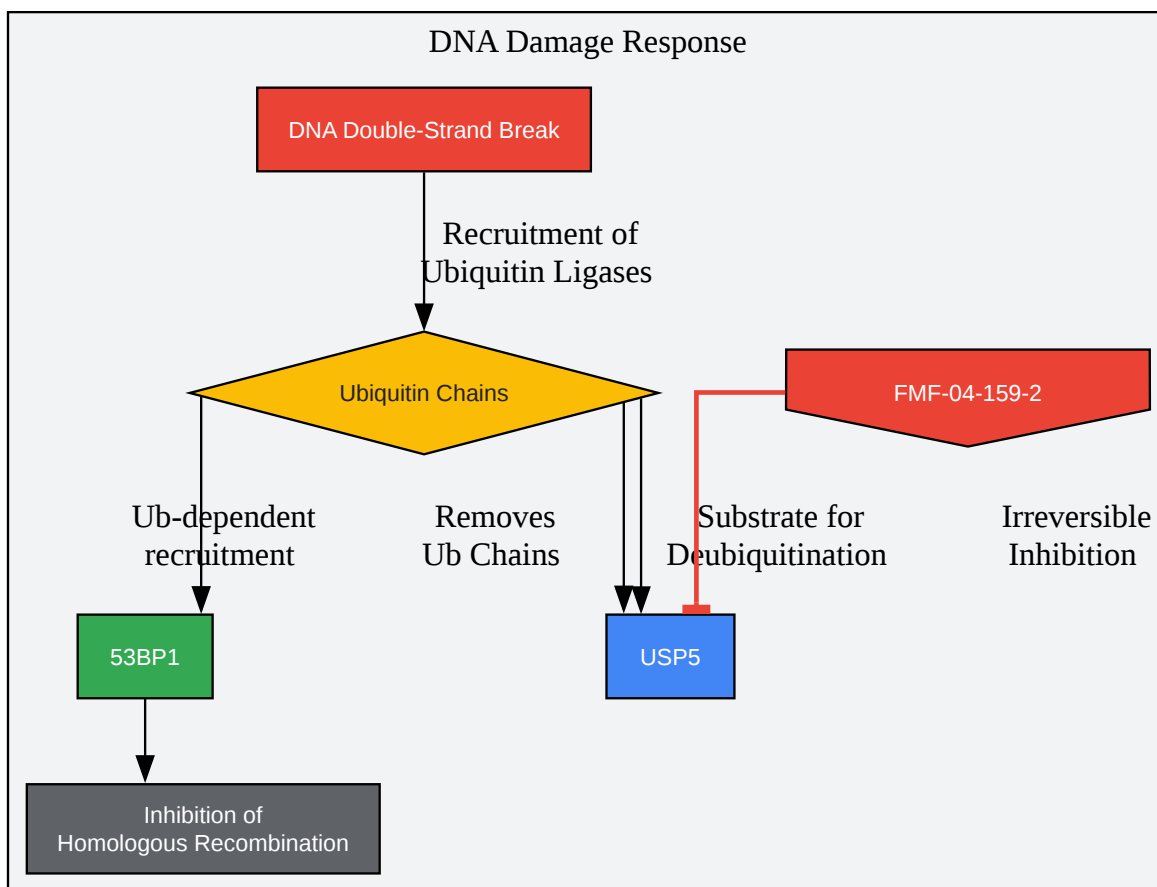 DNA Damage Response
DNA Double-Strand Break
Recruitment of
Ubiquitin Ligases
Ubiquitin Chains
FMF-04-159-2
Ub-dependent
recruitment
Removes
Ub Chains
Substrate for
Deubiquitination
Irreversible
Inhibition
53BP1
USP5
Inhibition of
Homologous Recombination